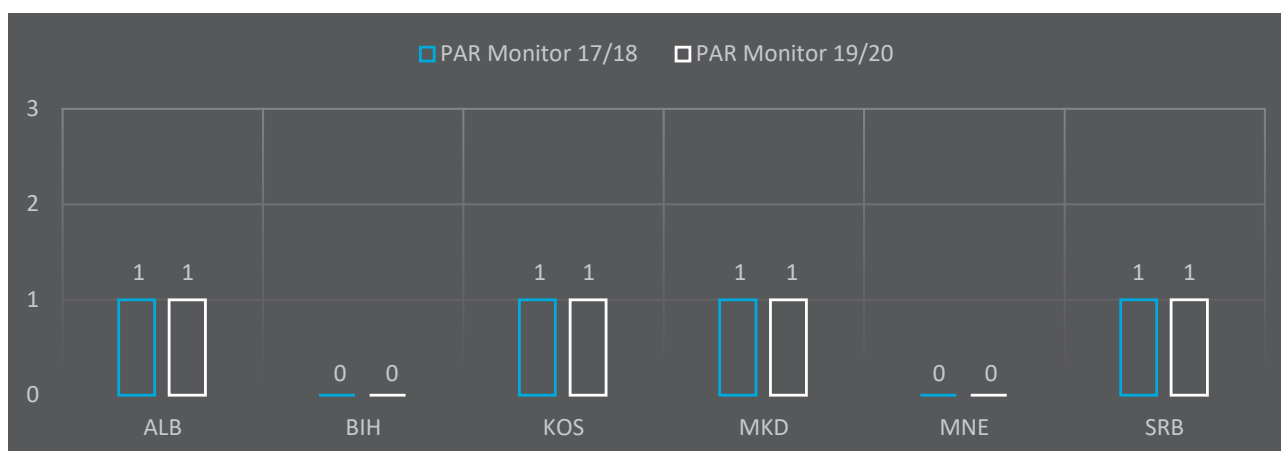 PAR Monitor 17/18 PAR Monitor 19/20
3
2
1 1 1 1 1 1 1 1
1
0 0 0 0
0
ALB BIH KOS MKD MNE SRB